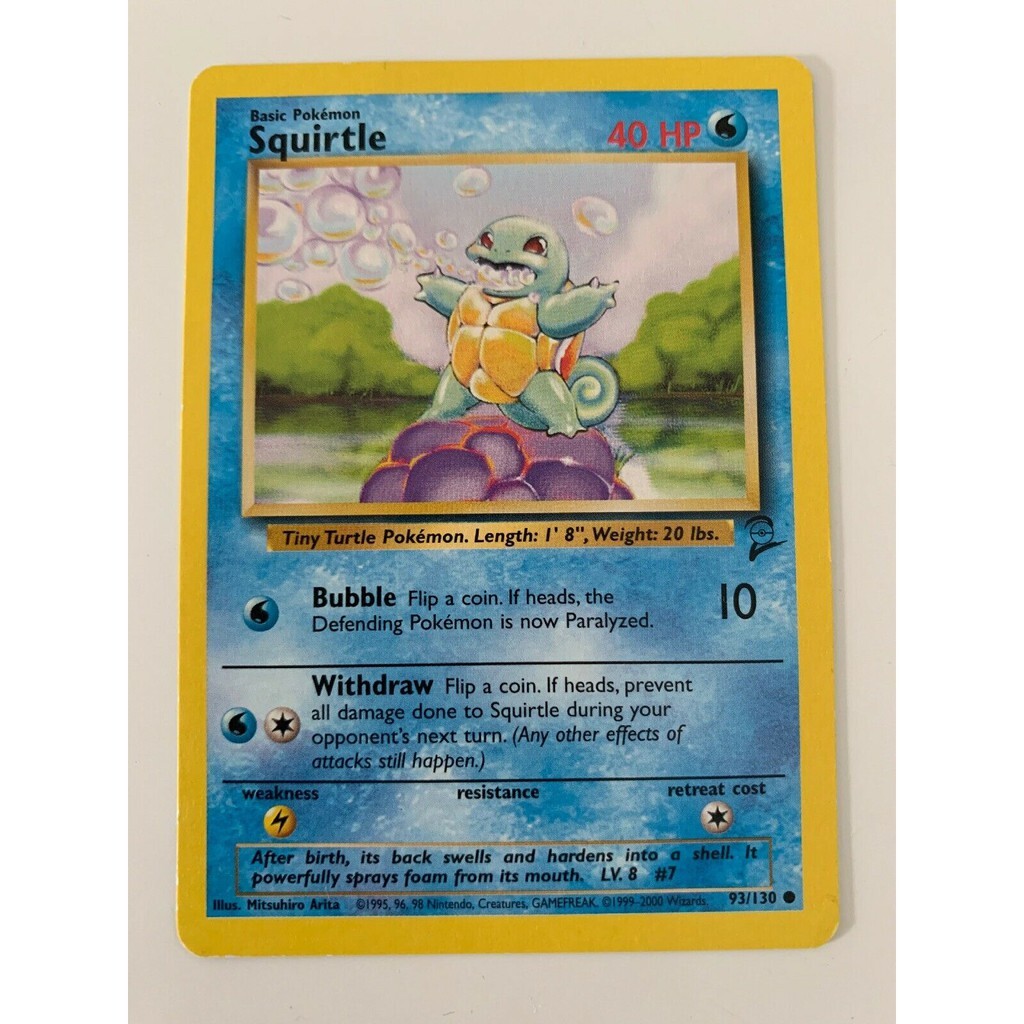 Basic Pokémon
Squirtle
40 HP
Tiny Turtle Pokémon. Length: 1' 8", Weight: 20 lbs.
Bubble Flip a coin. If heads, the
Defending Pokémon is now Paralyzed.
10
Withdraw Flip a coin. If heads, prevent
all damage done to Squirtle during your
opponent's next turn. (Any other effects of
attacks still happen.)
weakness resistance retreat cost
After birth, its back swells and hardens into a shell. It
powerfully sprays foam from its mouth. LV. 8 #7
Illus. Mitsuhiro Arita ©1995, 96, 98 Nintendo, Creatures, GAMEFREAK. ©1999-2000 Wizards. 93/130